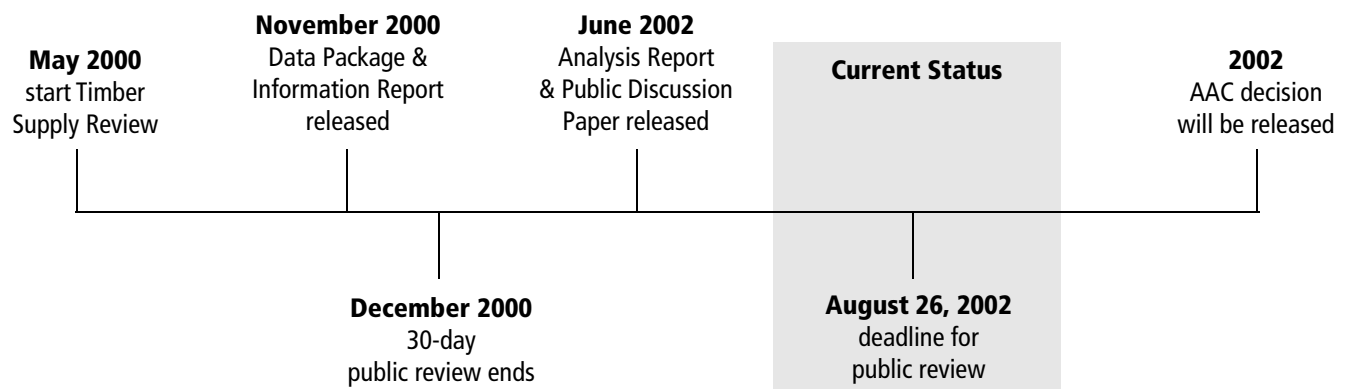 May 2000
start Timber
Supply Review
November 2000
Data Package &
Information Report
released
June 2002
Analysis Report
& Public Discussion
Paper released
Current Status
2002
AAC decision
will be released
December 2000
30-day
public review ends
August 26, 2002
deadline for
public review